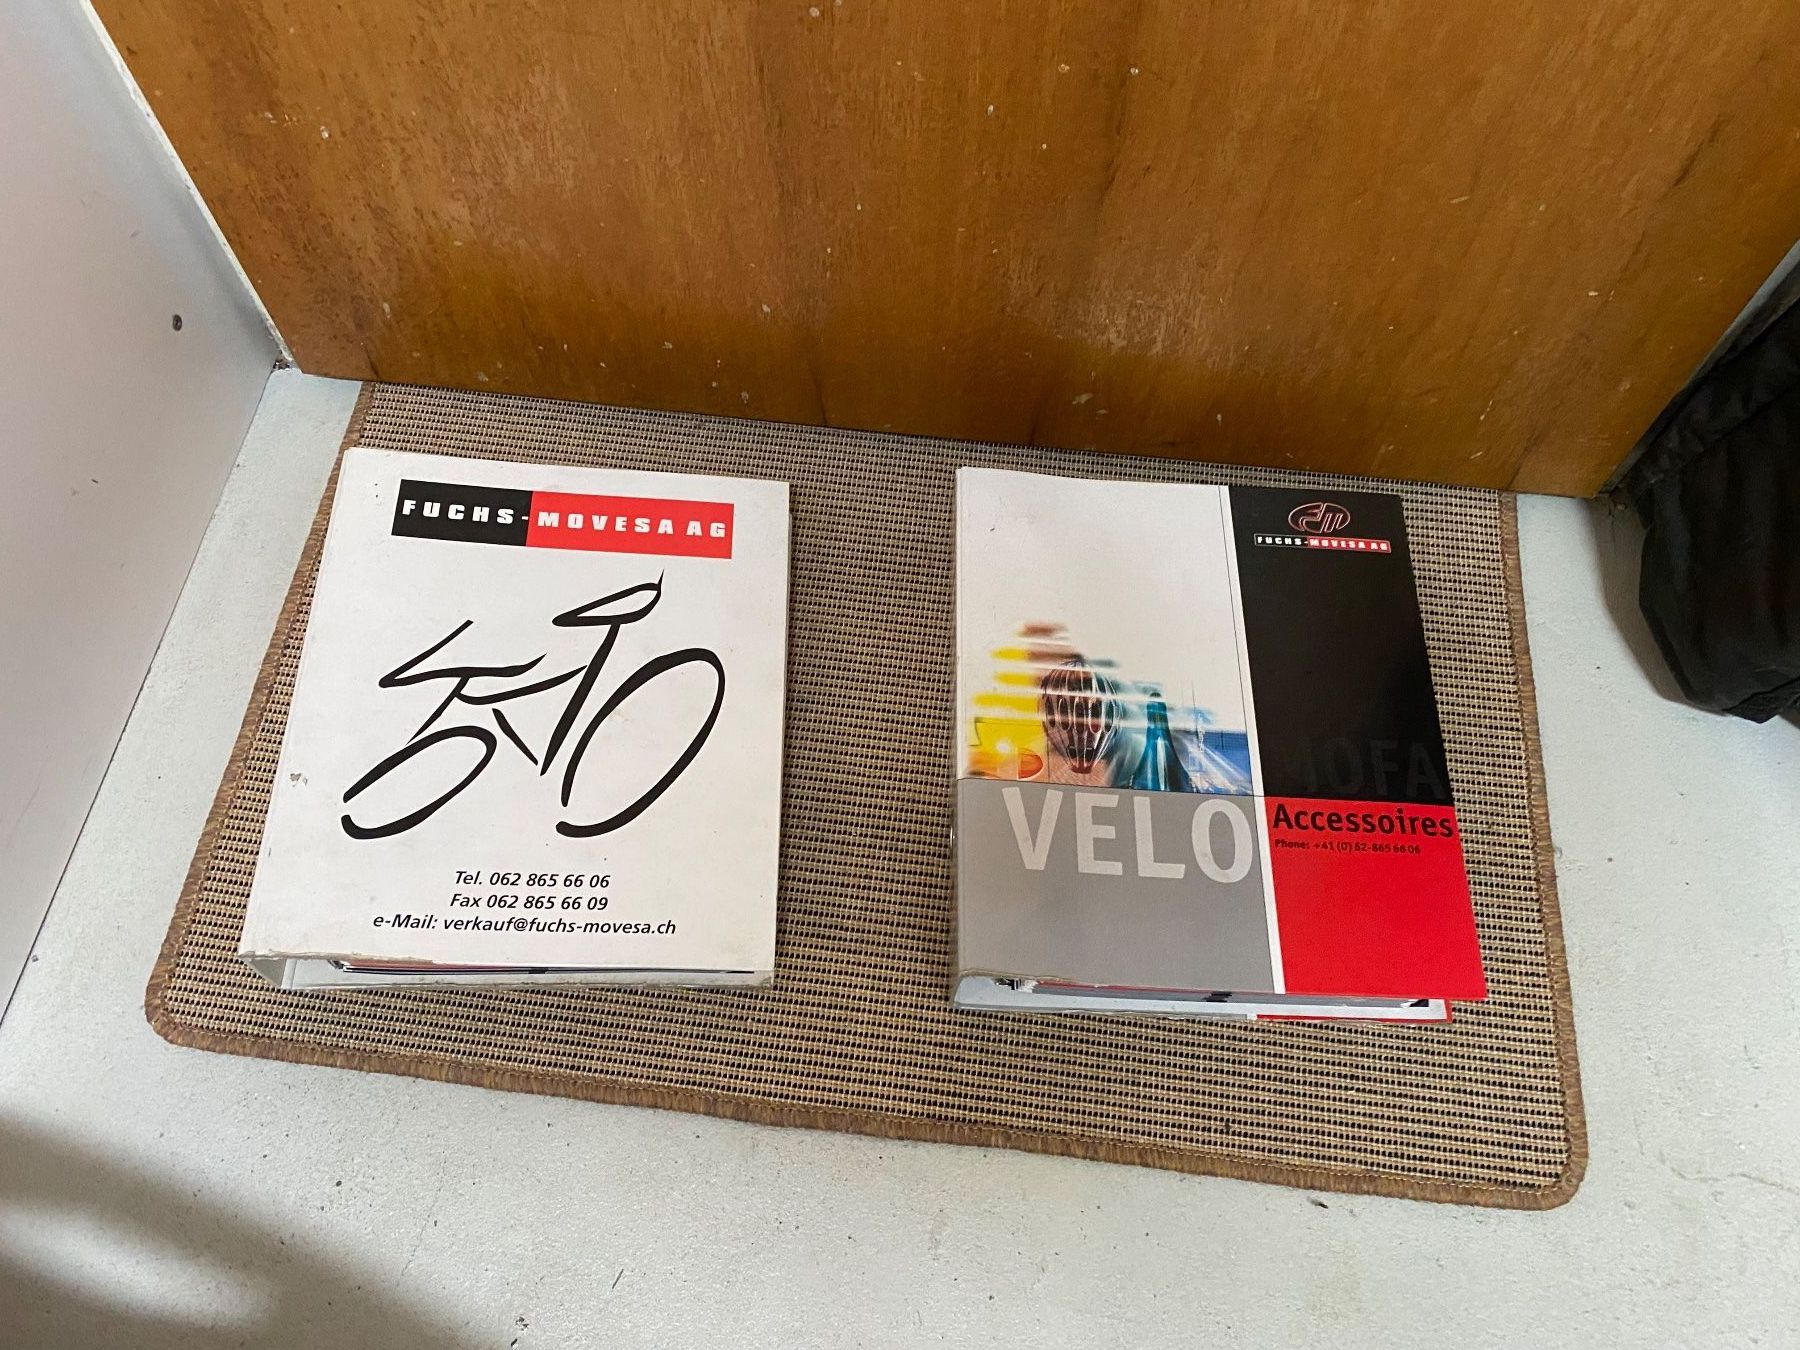 FUCHS-MOVESA AG
Tel. 062 865 66 06
Fax 062 865 66 09
e-Mail: verkauf@fuchs-movesa.ch
FM
FUCHS-MOVESA AG
MOFA
VELO
Accessoires
Phone: +41 (0) 62-865 66 06